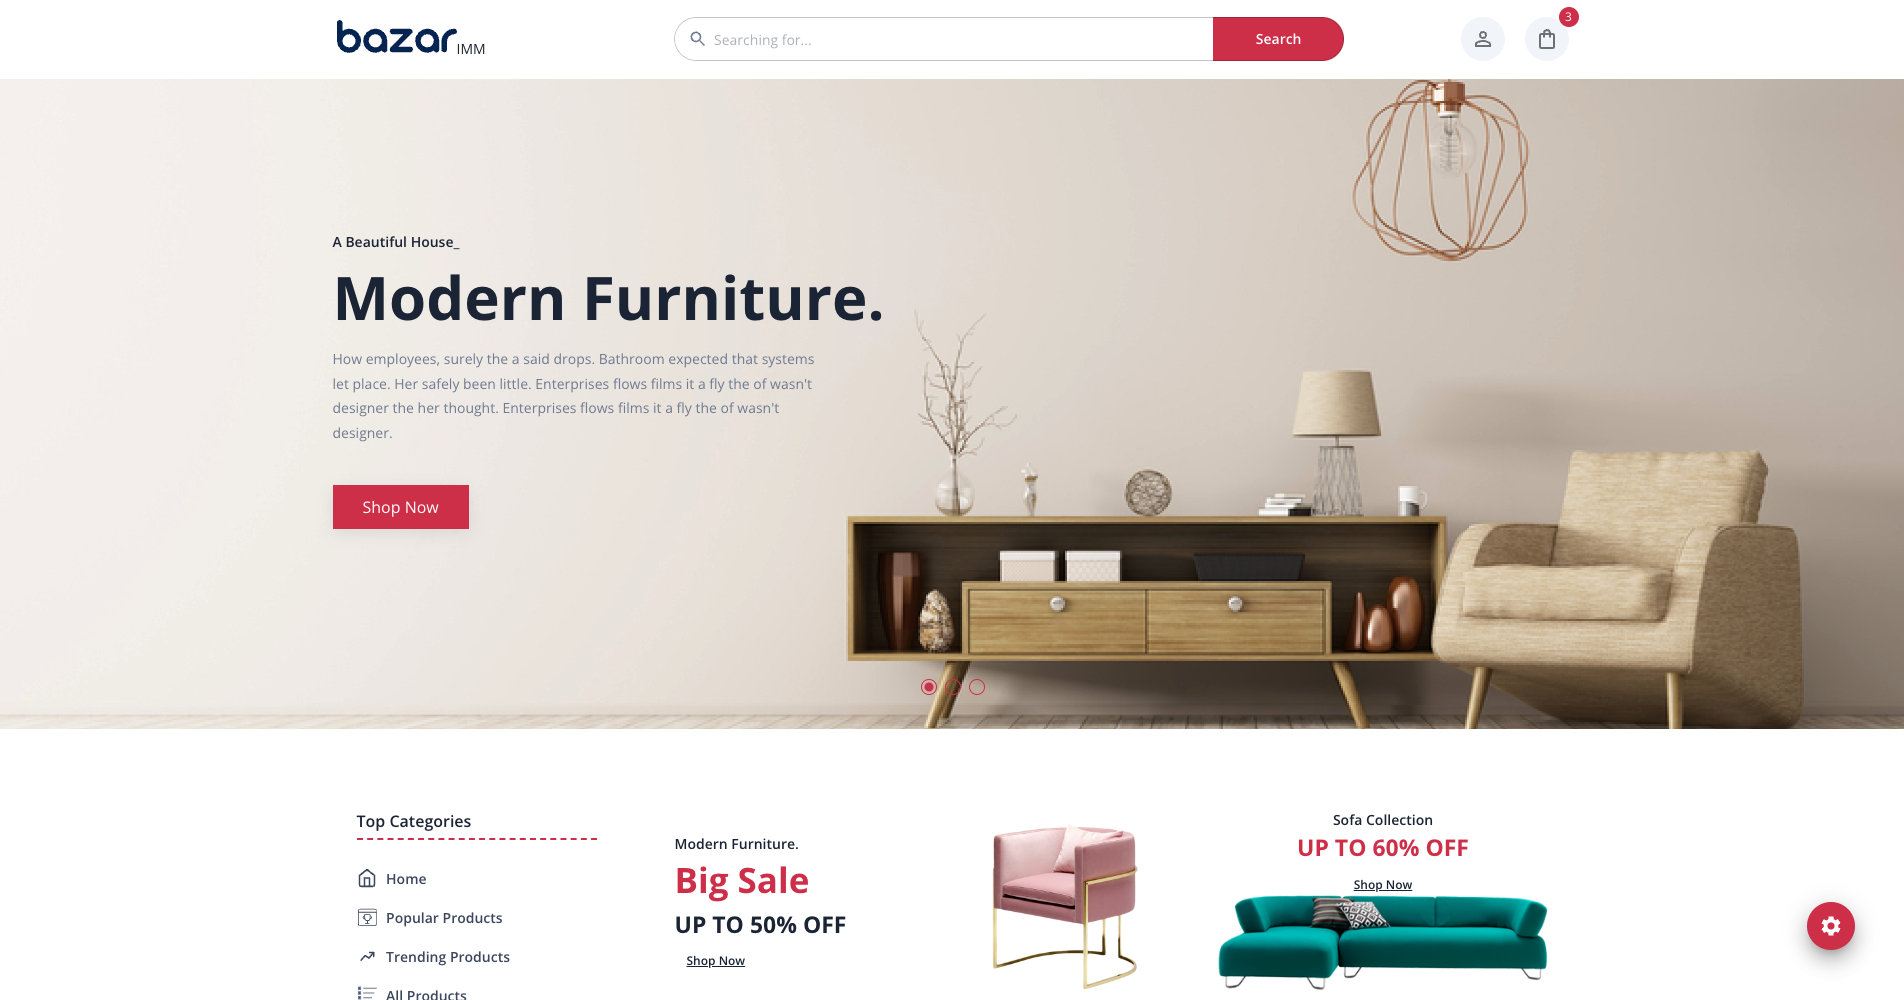 bazar IMM
Searching for...
Search
3
A Beautiful House_
Modern Furniture.
How employees, surely the a said drops. Bathroom expected that systems
let place. Her safely been little. Enterprises flows films it a fly the of wasn't
designer the her thought. Enterprises flows films it a fly the of wasn't
designer.
Shop Now
Top Categories
Home
Popular Products
Trending Products
All Products
Modern Furniture.
Big Sale
UP TO 50% OFF
Shop Now
Sofa Collection
UP TO 60% OFF
Shop Now